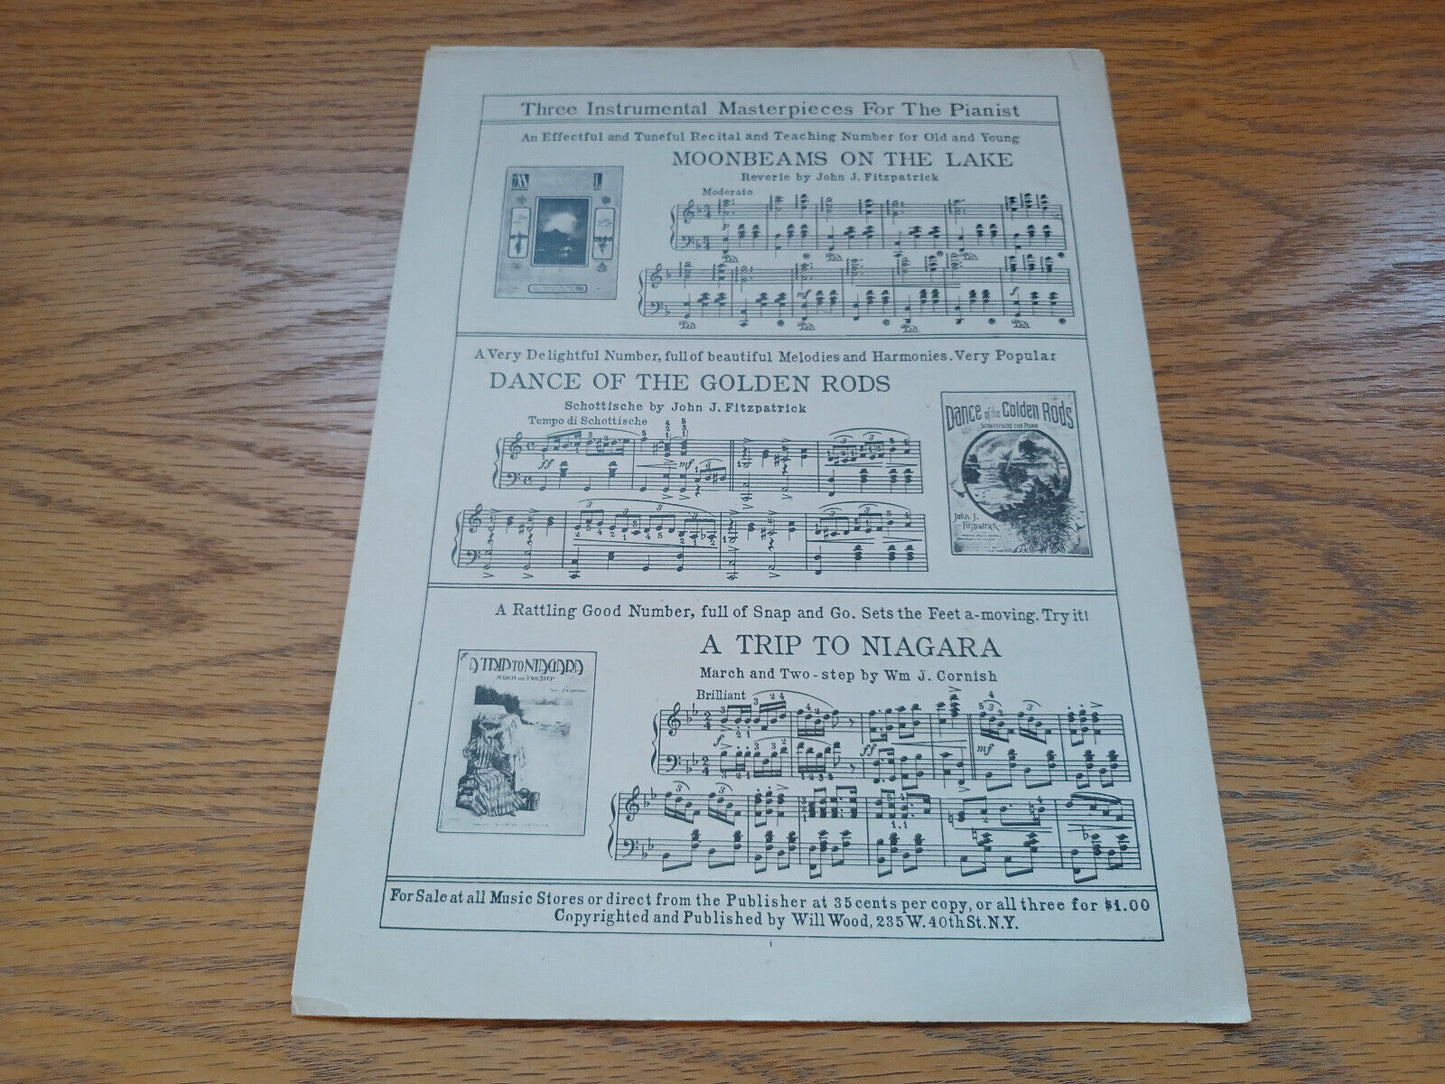 Three Instrumental Masterpieces For The Pianist
An Effectful and Tuneful Recital and Teaching Number for Old and Young
MOONBEAMS ON THE LAKE
Reverie by John J. Fitzpatrick
Moderato
A Very Delightful Number, full of beautiful Melodies and Harmonies. Very Popular
DANCE OF THE GOLDEN RODS
Schottische by John J. Fitzpatrick
Tempo di Schottische
Dance of the Golden Rods
SCHOTTISCHE FOR PIANO
John J.
Fitzpatrick
A Rattling Good Number, full of Snap and Go. Sets the Feet a-moving. Try it!
A TRIP TO NIAGARA
March and Two-step by Wm J. Cornish
Brilliant
A TRIP TO NIAGARA
MARCH AND TWO STEP
For Sale at all Music Stores or direct from the Publisher at 35 cents per copy, or all three for $1.00
Copyrighted and Published by Will Wood, 235 W. 40th St. N.Y.